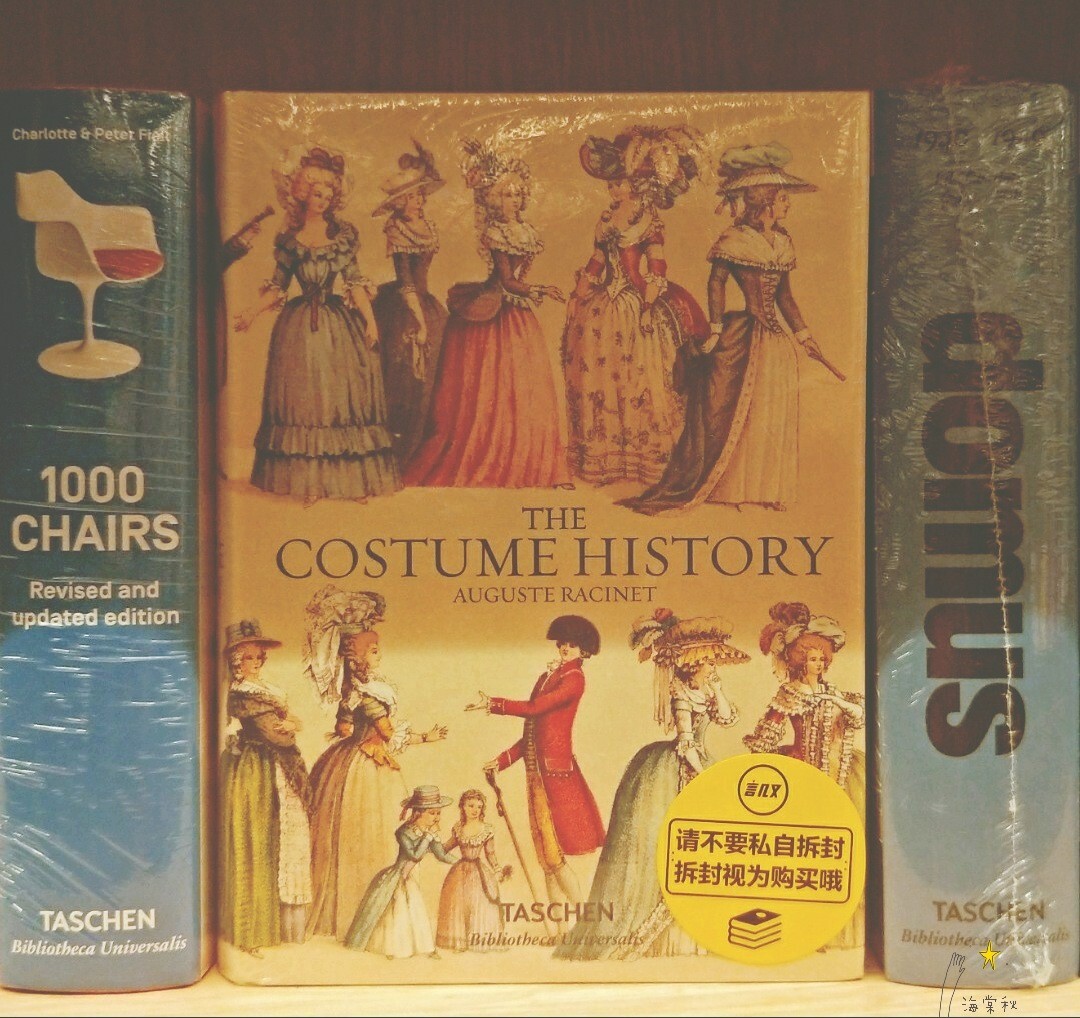 Charlotte & Peter Fiell
1000
CHAIRS
Revised and
updated edition
TASCHEN
Bibliotheca Universalis
THE
COSTUME HISTORY
AUGUSTE RACINET
TASCHEN
Bibliotheca Universalis
言几又
请不要私自拆封
拆封视为购买哦
domus
TASCHEN
Bibliotheca Universalis
海棠秋